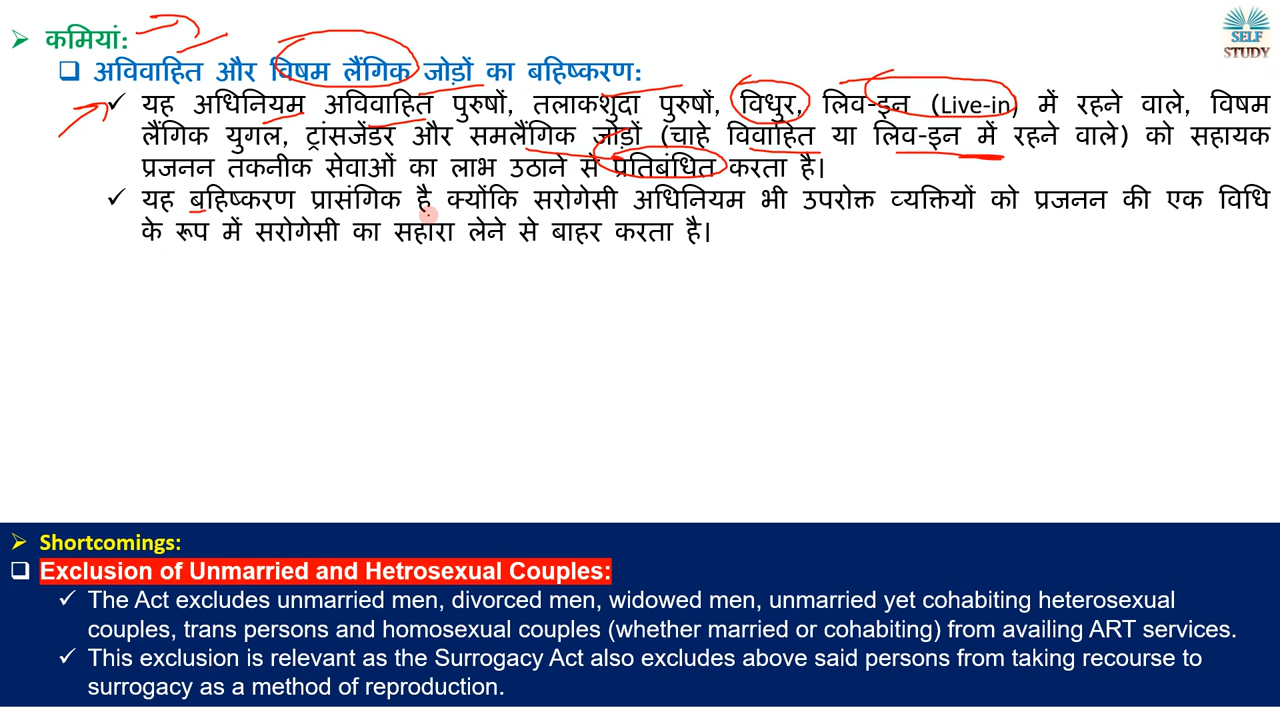 SELF
STUDY
➢ कमियां:
❑ अविवाहित और विषम लैंगिक जोड़ों का बहिष्करण:
✓ यह अधिनियम अविवाहित पुरुषों, तलाकशुदा पुरुषों, विधुर, लिव-इन (Live-in) में रहने वाले, विषम
लैंगिक युगल, ट्रांसजेंडर और समलैंगिक जोड़ों (चाहे विवाहित या लिव-इन में रहने वाले) को सहायक
प्रजनन तकनीक सेवाओं का लाभ उठाने से प्रतिबंधित करता है।
✓ यह बहिष्करण प्रासंगिक है क्योंकि सरोगेसी अधिनियम भी उपरोक्त व्यक्तियों को प्रजनन की एक विधि
के रूप में सरोगेसी का सहारा लेने से बाहर करता है।
➢ Shortcomings:
❑ Exclusion of Unmarried and Hetrosexual Couples:
✓ The Act excludes unmarried men, divorced men, widowed men, unmarried yet cohabiting heterosexual
couples, trans persons and homosexual couples (whether married or cohabiting) from availing ART services.
✓ This exclusion is relevant as the Surrogacy Act also excludes above said persons from taking recourse to
surrogacy as a method of reproduction.